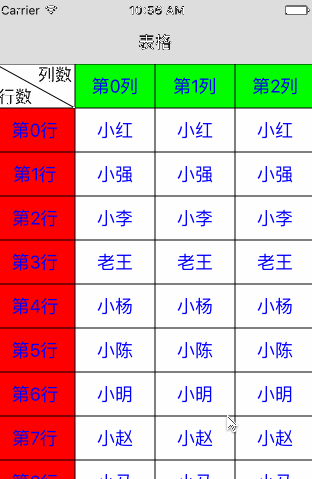 Carrier 10:56 AM
表格
列数
行数 第0列 第1列 第2列
第0行 小红 小红 小红
第1行 小强 小强 小强
第2行 小李 小李 小李
第3行 老王 老王 老王
第4行 小杨 小杨 小杨
第5行 小陈 小陈 小陈
第6行 小明 小明 小明
第7行 小赵 小赵 小赵